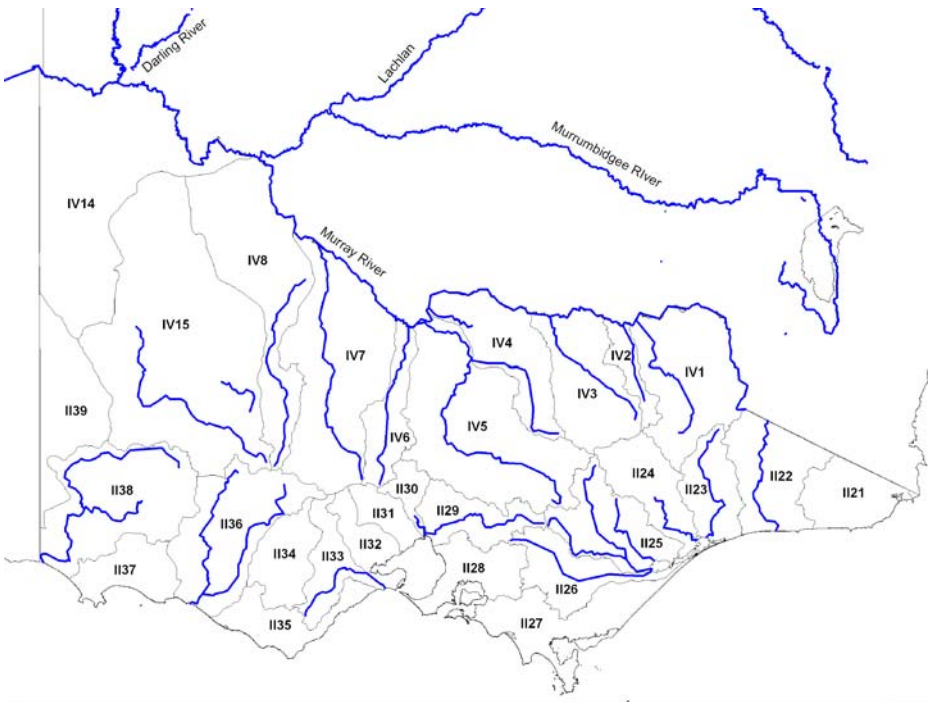 Darling River
Lachlan
Murrumbidgee River
IV14
IV8
Murray River
IV15
IV7
IV4
IV2
IV3
IV1
II39
IV6
IV5
II38
II30
II24
II23
II22
II21
II36
II31
II29
II34
II33
II32
II25
II37
II28
II26
II35
II27